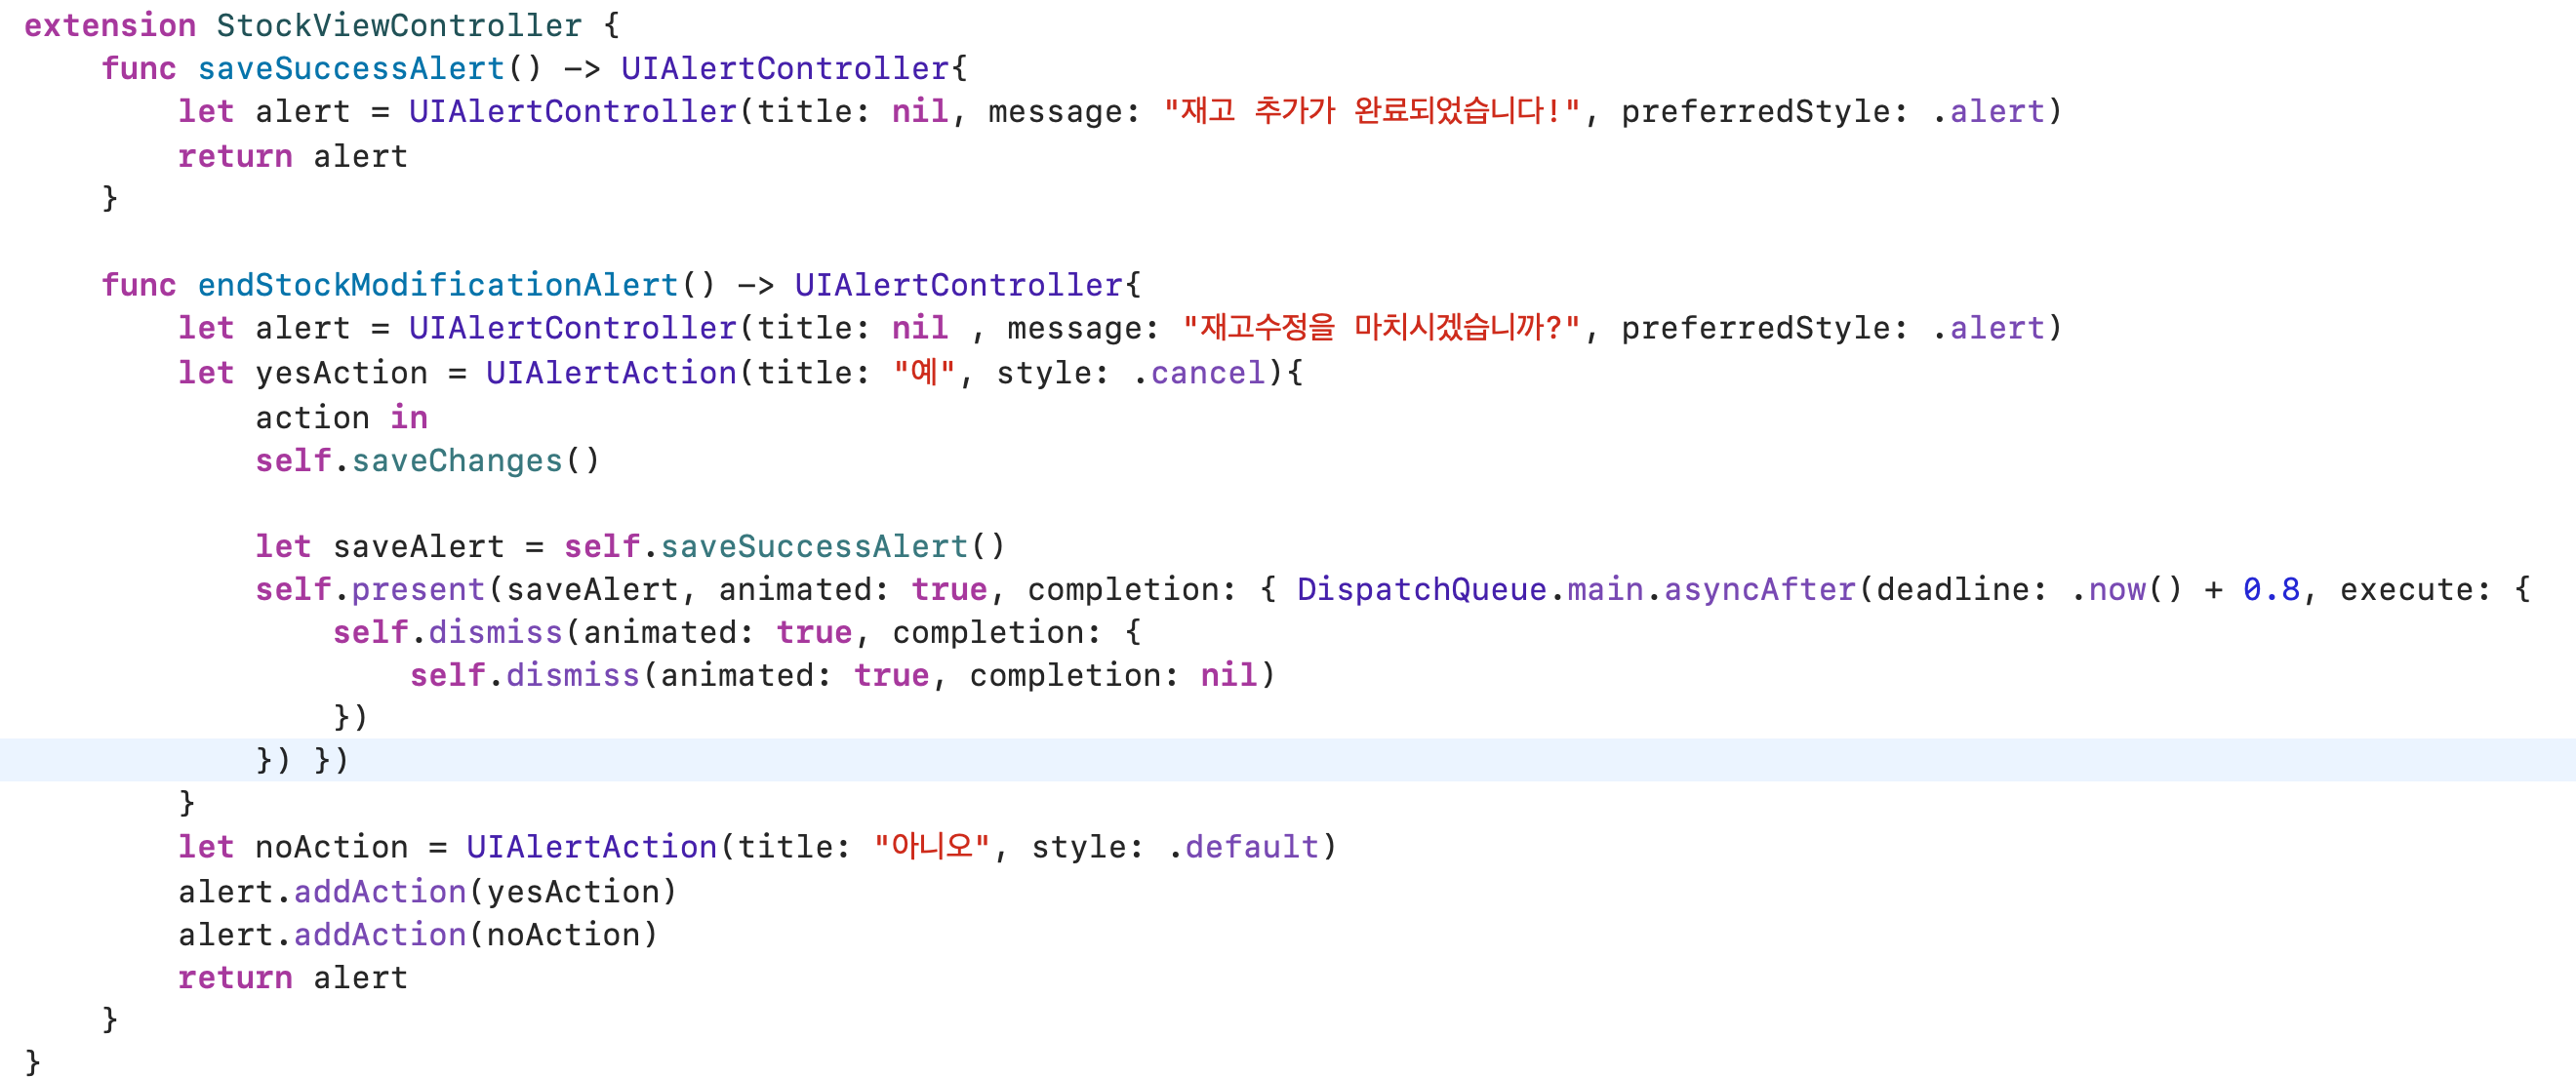 extension StockViewController {
    func saveSuccessAlert() -> UIAlertController{
        let alert = UIAlertController(title: nil, message: "재고 추가가 완료되었습니다!", preferredStyle: .alert)
        return alert
    }

    func endStockModificationAlert() -> UIAlertController{
        let alert = UIAlertController(title: nil , message: "재고수정을 마치시겠습니까?", preferredStyle: .alert)
        let yesAction = UIAlertAction(title: "예", style: .cancel){
            action in
            self.saveChanges()

            let saveAlert = self.saveSuccessAlert()
            self.present(saveAlert, animated: true, completion: { DispatchQueue.main.asyncAfter(deadline: .now() + 0.8, execute: {
                self.dismiss(animated: true, completion: {
                    self.dismiss(animated: true, completion: nil)
                })
            }) })
        }
        let noAction = UIAlertAction(title: "아니오", style: .default)
        alert.addAction(yesAction)
        alert.addAction(noAction)
        return alert
    }
}